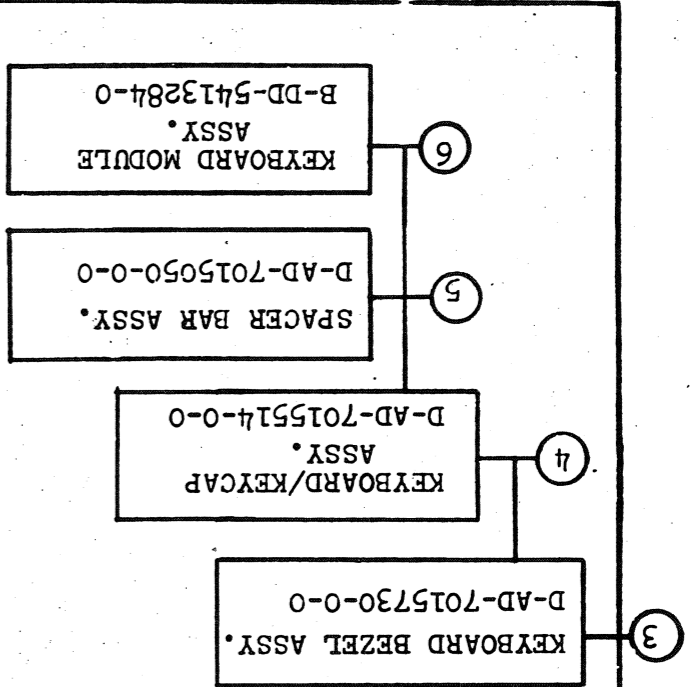 3
KEYBOARD BEZEL ASSY.
D-AD-7015730-0-0
4
KEYBOARD/KEYCAP
ASSY.
D-AD-7015514-0-0
5
SPACER BAR ASSY.
D-AD-7015050-0-0
6
KEYBOARD MODULE
ASSY.
B-DD-5413284-0